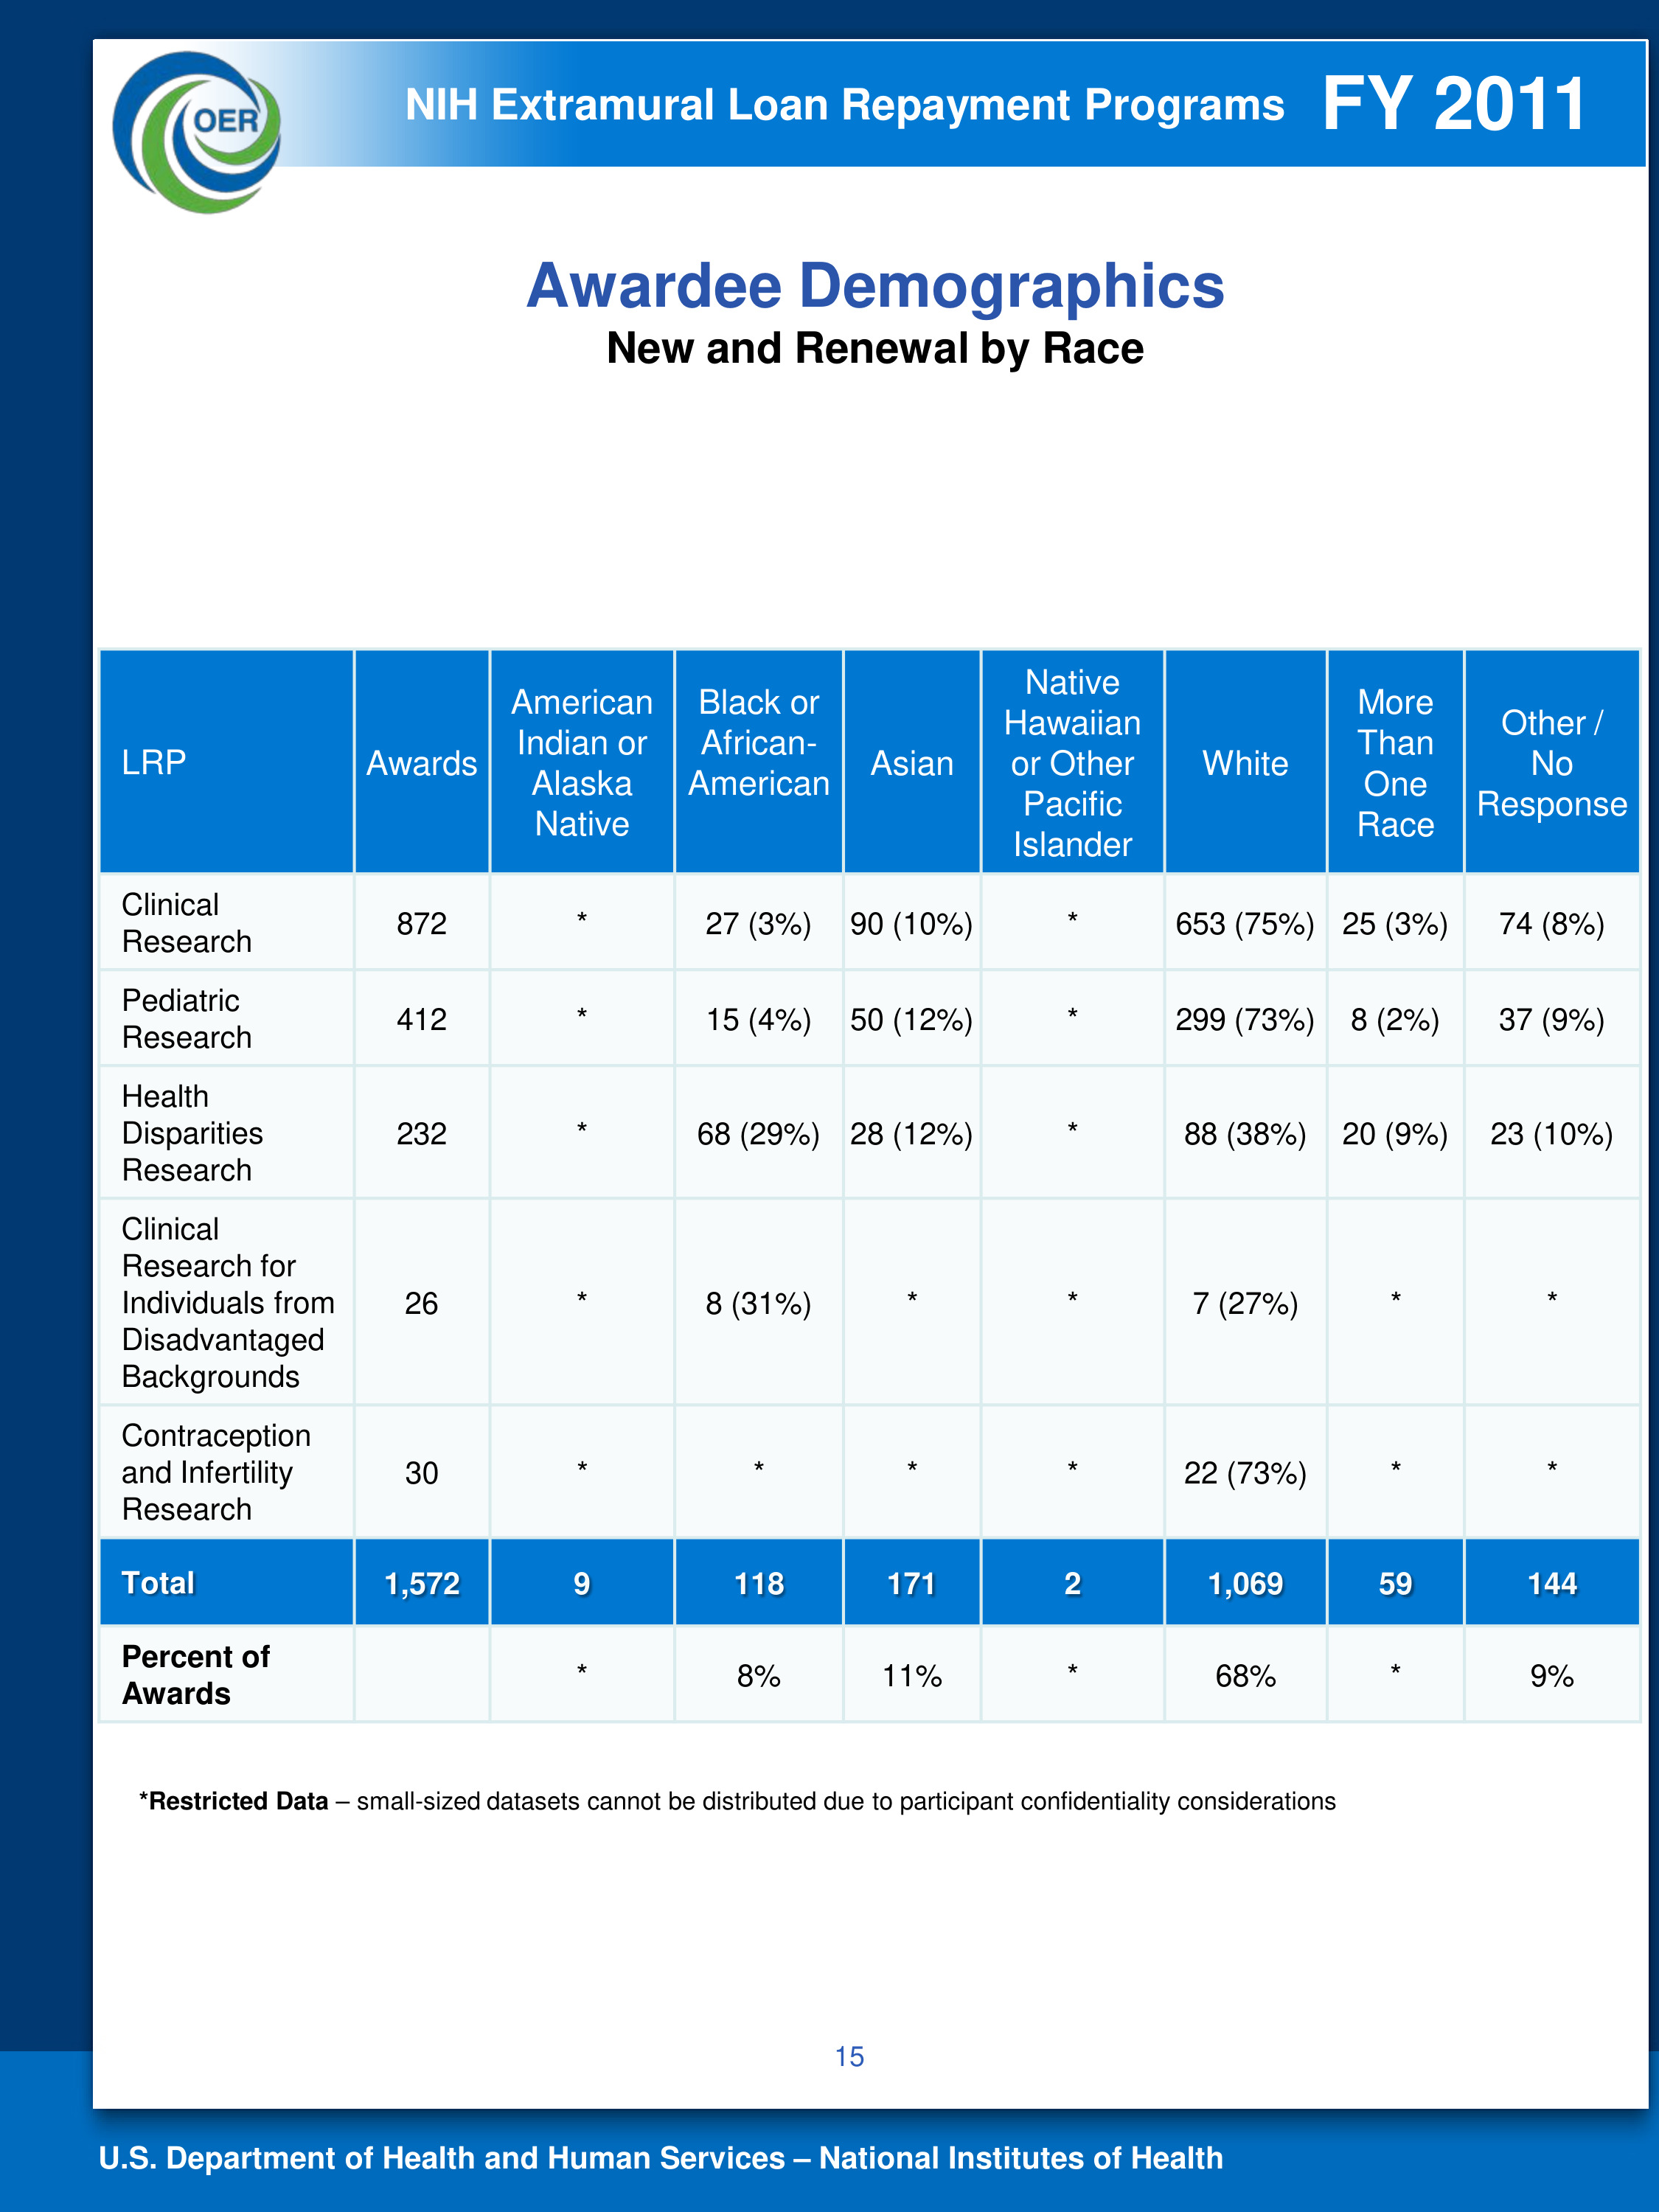 OER
NIH Extramural Loan Repayment Programs FY 2011
Awardee Demographics
New and Renewal by Race
LRP
Awards
American
Indian or
Alaska
Native
Black or
African-
American
Asian
Native
Hawaiian
or Other
Pacific
Islander
White
More
Than
One
Race
Other /
No
Response
Clinical
Research
872 * 27 (3%) 90 (10%) * 653 (75%) 25 (3%) 74 (8%)
Pediatric
Research
412 * 15 (4%) 50 (12%) * 299 (73%) 8 (2%) 37 (9%)
Health
Disparities
Research
232 * 68 (29%) 28 (12%) * 88 (38%) 20 (9%) 23 (10%)
Clinical
Research for
Individuals from
Disadvantaged
Backgrounds
26 * 8 (31%) * * 7 (27%) * *
Contraception
and Infertility
Research
30 * * * * 22 (73%) * *
Total 1,572 9 118 171 2 1,069 59 144
Percent of
Awards
* 8% 11% * 68% * 9%
*Restricted Data – small-sized datasets cannot be distributed due to participant confidentiality considerations
15
U.S. Department of Health and Human Services – National Institutes of Health